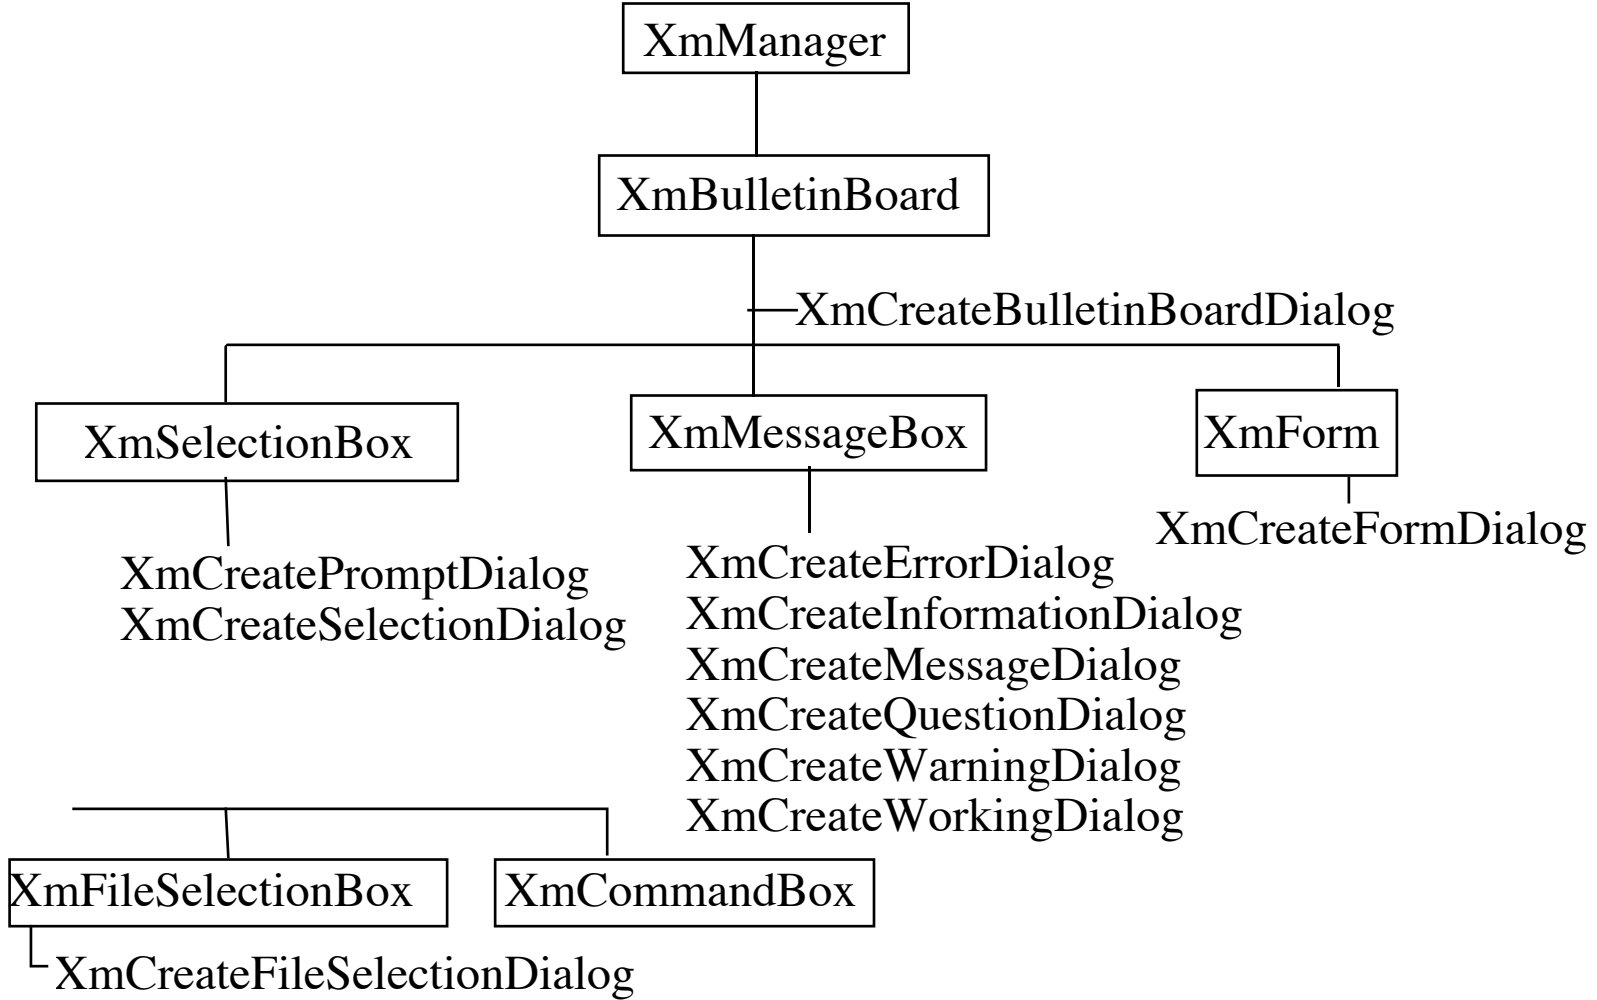 XmManager
XmBulletinBoard
XmCreateBulletinBoardDialog
XmSelectionBox
XmMessageBox
XmForm
XmCreatePromptDialog
XmCreateSelectionDialog
XmCreateErrorDialog
XmCreateInformationDialog
XmCreateMessageDialog
XmCreateQuestionDialog
XmCreateWarningDialog
XmCreateWorkingDialog
XmCreateFormDialog
XmFileSelectionBox
XmCommandBox
XmCreateFileSelectionDialog